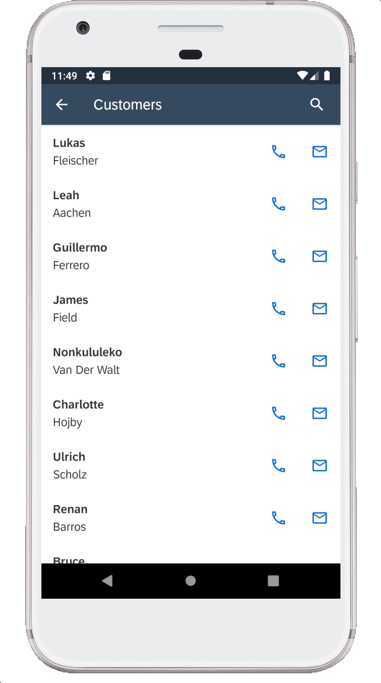 11:49
Customers
Lukas
Fleischer
Leah
Aachen
Guillermo
Ferrero
James
Field
Nonkululeko
Van Der Walt
Charlotte
Hojby
Ulrich
Scholz
Renan
Barros
Bruce